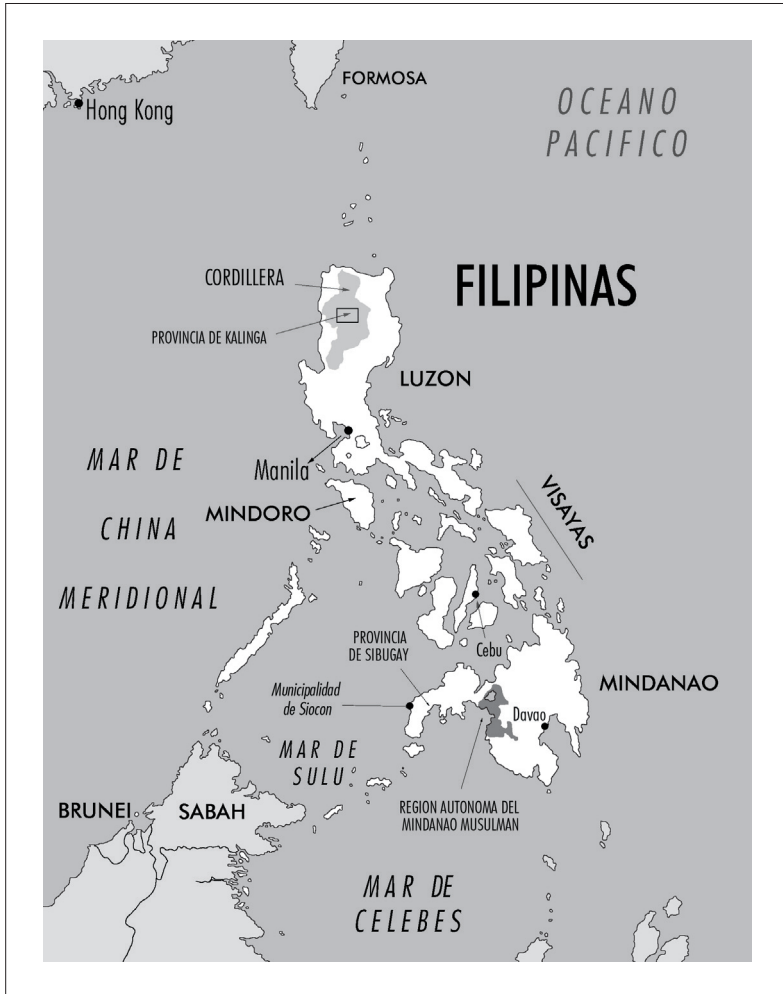 FORMOSA
Hong Kong
OCEANO
PACIFICO
CORDILLERA
FILIPINAS
PROVINCIA DE KALINGA
LUZON
MAR DE
CHINA
MERIDIONAL
Manila
MINDORO
VISAYAS
Cebu
PROVINCIA
DE SIBUGAY
MINDANAO
Municipalidad
de Siocon
Davao
MAR DE
SULU
REGION AUTONOMA DEL
MINDANAO MUSULMAN
BRUNEI
SABAH
MAR DE
CELEBES